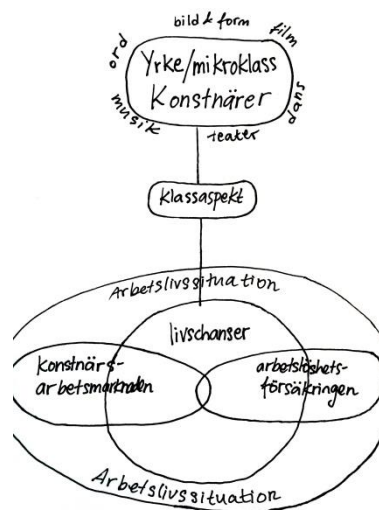 bild & form
film
ord
Yrke/mikroklass
Konstnärer
musik
teater
dans
klassaspekt
Arbetslivssituation
livschanser
konstnärs-
arbetsmarknaden
arbetslöshets-
försäkringen
Arbetslivssituation